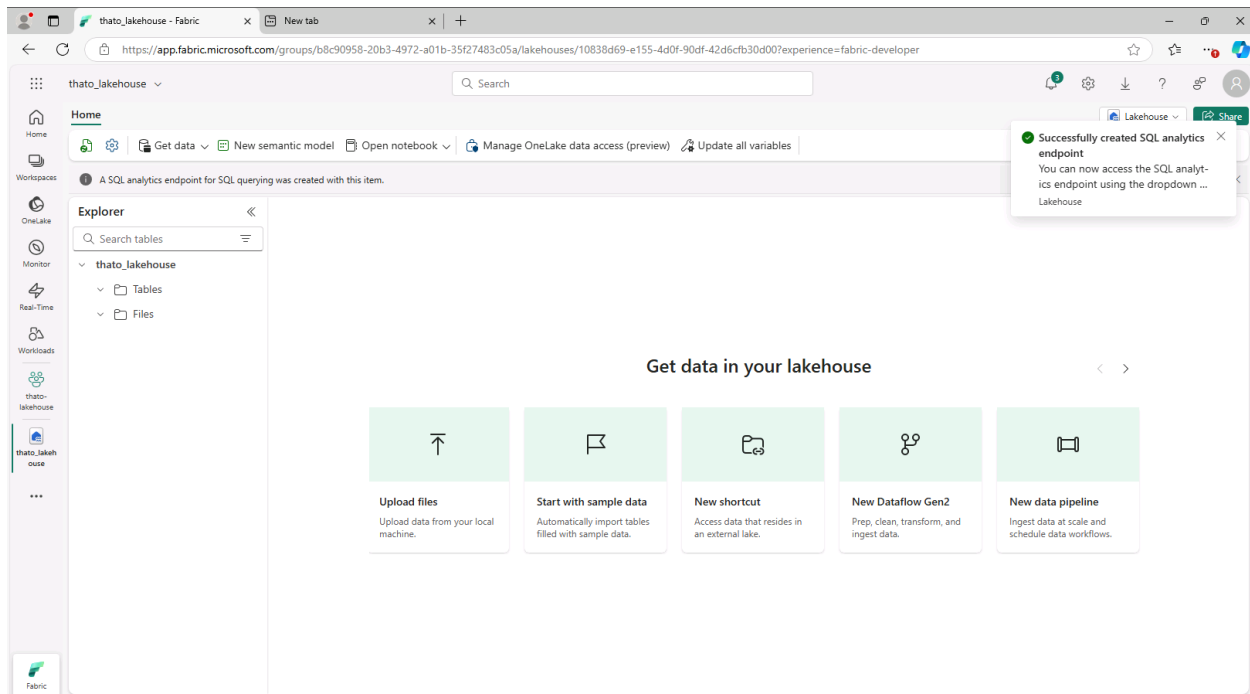 thato_lakehouse - Fabric
New tab
https://app.fabric.microsoft.com/groups/b8c90958-20b3-4972-a01b-35f27483c05a/lakehouses/10838d69-e155-4d0f-90df-42d6cfb30d00?experience=fabric-developer
thato_lakehouse
Search
3
Home
Lakehouse
Share
Get data
New semantic model
Open notebook
Manage OneLake data access (preview)
Update all variables
A SQL analytics endpoint for SQL querying was created with this item.
Successfully created SQL analytics
endpoint
You can now access the SQL analyt-
ics endpoint using the dropdown ...
Lakehouse
Home
Workspaces
OneLake
Monitor
Real-Time
Workloads
thato-
lakehouse
thato_lakeh
ouse
Fabric
Explorer
Search tables
thato_lakehouse
Tables
Files
Get data in your lakehouse
Upload files
Upload data from your local
machine.
Start with sample data
Automatically import tables
filled with sample data.
New shortcut
Access data that resides in
an external lake.
New Dataflow Gen2
Prep, clean, transform, and
ingest data.
New data pipeline
Ingest data at scale and
schedule data workflows.